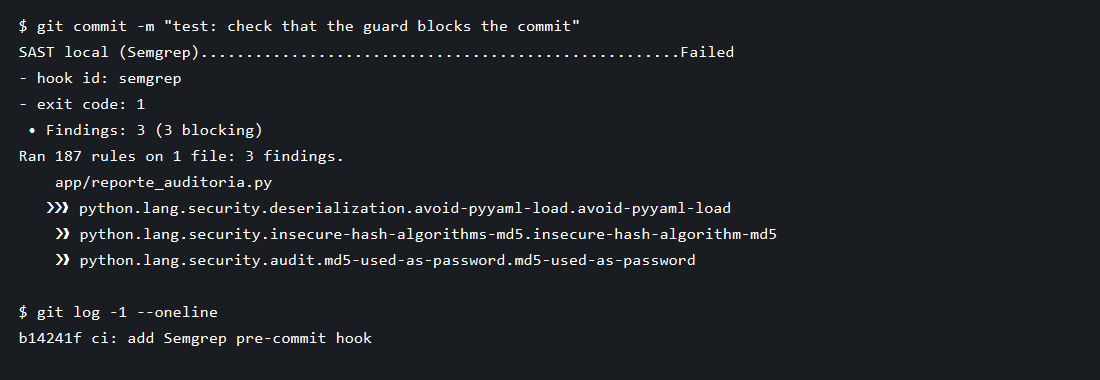 $ git commit -m "test: check that the guard blocks the commit"
SAST local (Semgrep).....................................................Failed
- hook id: semgrep
- exit code: 1
• Findings: 3 (3 blocking)
Ran 187 rules on 1 file: 3 findings.
app/reporte_auditoria.py
❯❯❱ python.lang.security.deserialization.avoid-pyyaml-load.avoid-pyyaml-load
❯❱ python.lang.security.insecure-hash-algorithms-md5.insecure-hash-algorithm-md5
❯❱ python.lang.security.audit.md5-used-as-password.md5-used-as-password
$ git log -1 --oneline
b14241f ci: add Semgrep pre-commit hook